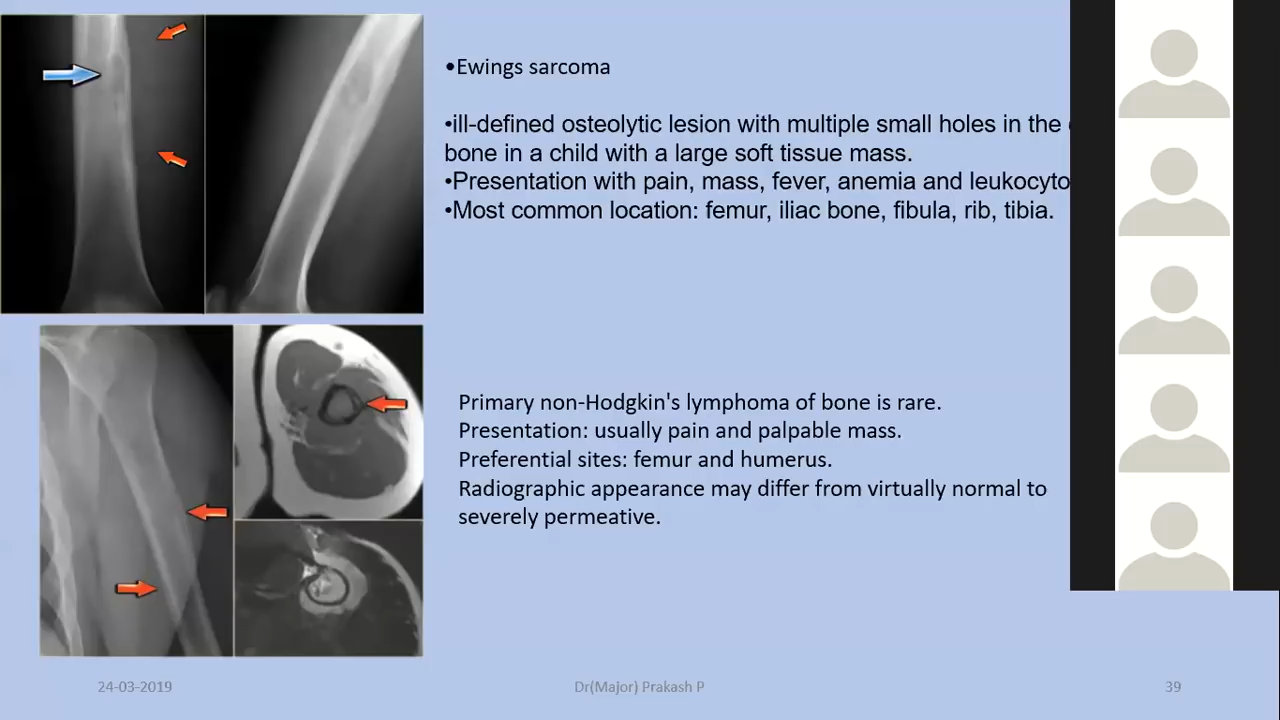 •Ewings sarcoma
•ill-defined osteolytic lesion with multiple small holes in the
bone in a child with a large soft tissue mass.
•Presentation with pain, mass, fever, anemia and leukocyto
•Most common location: femur, iliac bone, fibula, rib, tibia.
Primary non-Hodgkin's lymphoma of bone is rare.
Presentation: usually pain and palpable mass.
Preferential sites: femur and humerus.
Radiographic appearance may differ from virtually normal to
severely permeative.
24-03-2019
Dr(Major) Prakash P
39